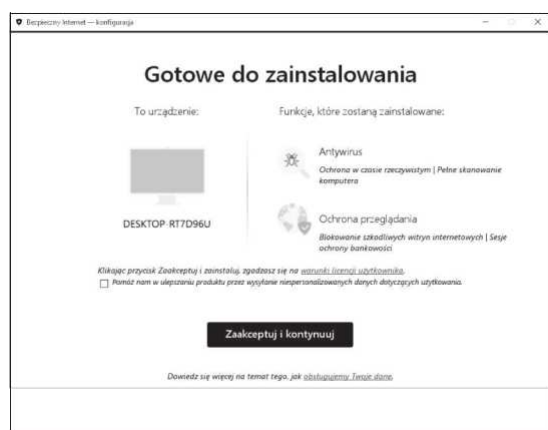 Bezpieczny Internet — konfiguracja
Gotowe do zainstalowania
To urządzenie:
DESKTOP-RT7D96U
Funkcje, które zostaną zainstalowane:
Antywirus
Ochrona w czasie rzeczywistym | Pełne skanowanie
komputera
Ochrona przeglądania
Blokowanie szkodliwych witryn internetowych | Sesje
ochrony bankowości
Klikając przycisk Zaakceptuj i zainstaluj, zgadzasz się na warunki licencji użytkownika.
Pomóż nam w ulepszaniu produktu przez wysyłanie niespersonalizowanych danych dotyczących użytkowania.
Zaakceptuj i kontynuuj
Dowiedz się więcej na temat tego, jak obsługujemy Twoje dane.